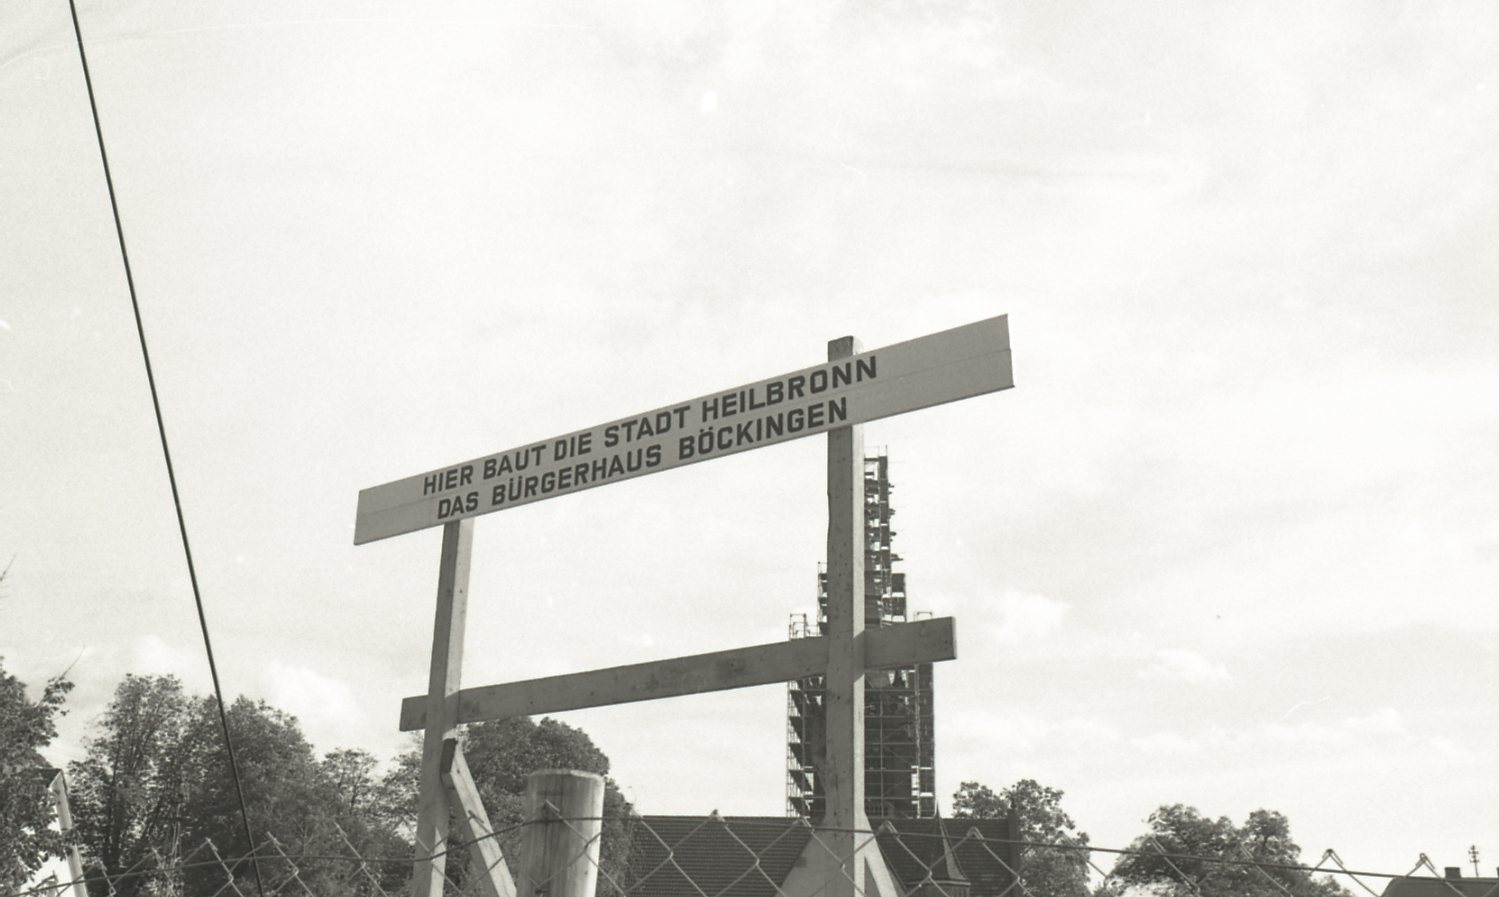 HIER BAUT DIE STADT HEILBRONN
DAS BÜRGERHAUS BÖCKINGEN